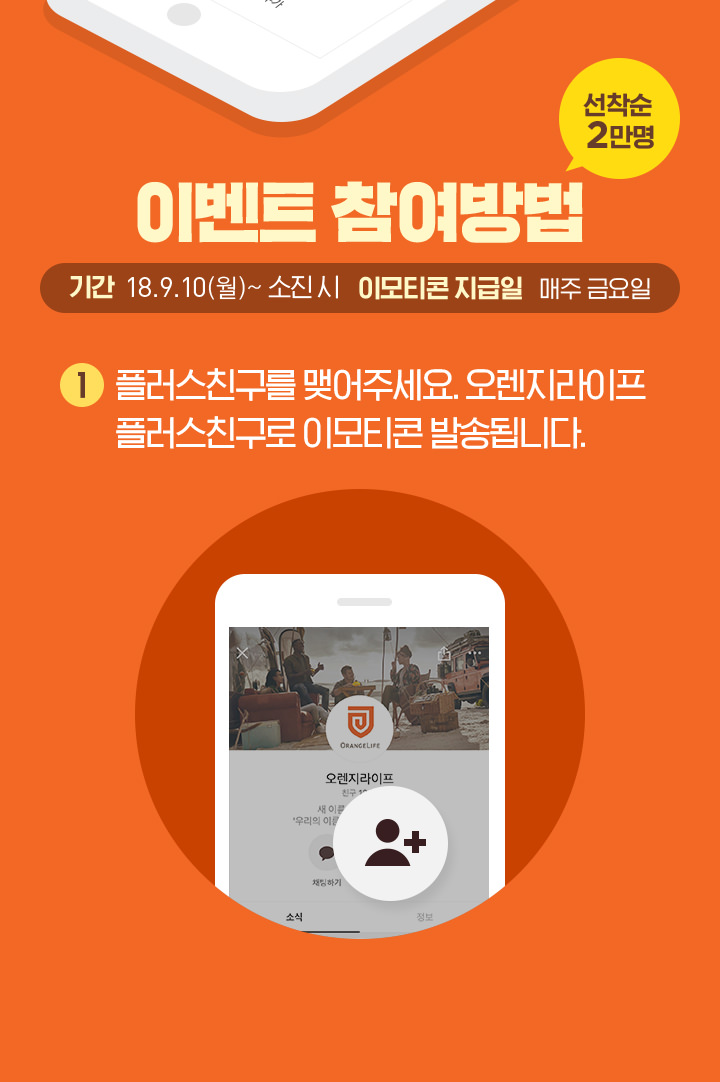 선착순
2만명
이벤트 참여방법
기간 18.9.10(월)~ 소진 시 이모티콘 지급일 매주 금요일
1 플러스친구를 맺어주세요. 오렌지라이프
플러스친구로 이모티콘 발송됩니다.
ORANGELIFE
오렌지라이프
친구
새 이름
"우리의 이름
채팅하기
소식 정보